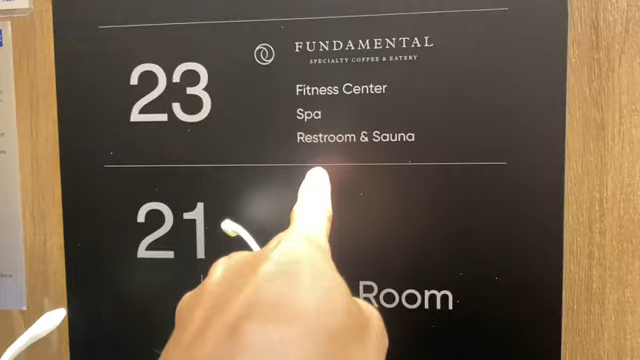 FUNDAMENTAL
SPECIALTY COFFEE & EATERY
23
Fitness Center
Spa
Restroom & Sauna
21
Room